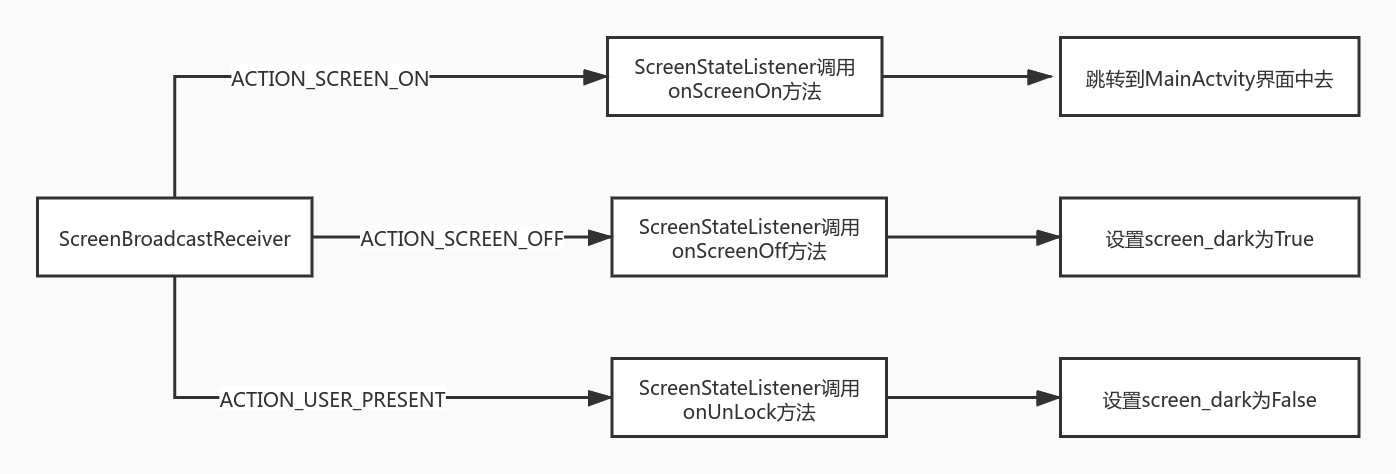 ACTION_SCREEN_ON
ScreenStateListener调用
onScreenOn方法
跳转到MainActvity界面中去
ScreenBroadcastReceiver
ACTION_SCREEN_OFF
ScreenStateListener调用
onScreenOff方法
设置screen_dark为True
ACTION_USER_PRESENT
ScreenStateListener调用
onUnLock方法
设置screen_dark为False